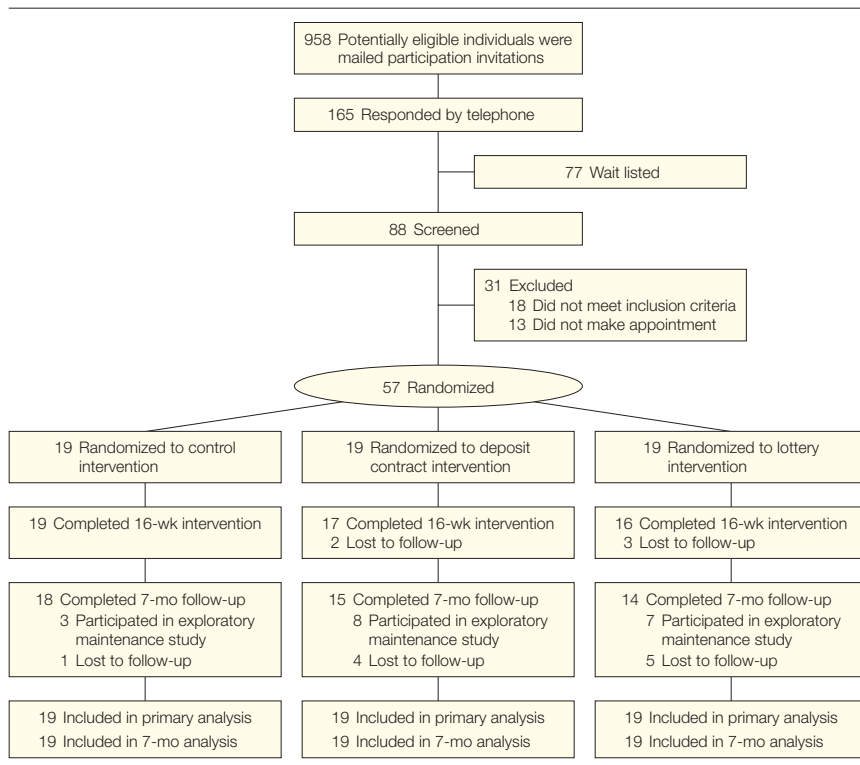 958 Potentially eligible individuals were
mailed participation invitations
165 Responded by telephone
77 Wait listed
88 Screened
31 Excluded
18 Did not meet inclusion criteria
13 Did not make appointment
57 Randomized
19 Randomized to control
intervention
19 Randomized to deposit
contract intervention
19 Randomized to lottery
intervention
19 Completed 16-wk intervention
17 Completed 16-wk intervention
2 Lost to follow-up
16 Completed 16-wk intervention
3 Lost to follow-up
18 Completed 7-mo follow-up
3 Participated in exploratory
maintenance study
1 Lost to follow-up
15 Completed 7-mo follow-up
8 Participated in exploratory
maintenance study
4 Lost to follow-up
14 Completed 7-mo follow-up
7 Participated in exploratory
maintenance study
5 Lost to follow-up
19 Included in primary analysis
19 Included in 7-mo analysis
19 Included in primary analysis
19 Included in 7-mo analysis
19 Included in primary analysis
19 Included in 7-mo analysis